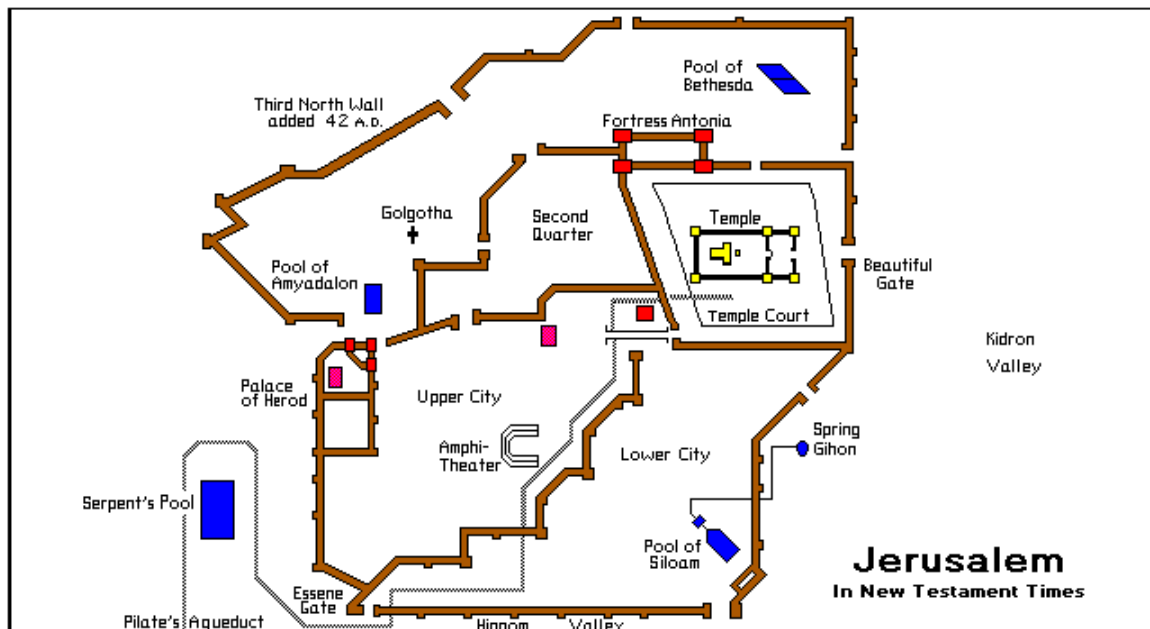 Pool of
Bethesda
Third North Wall
added 42 A.D.
Fortress Antonia
Golgotha
Second
Quarter
Temple
Pool of
Amyadalon
Beautiful
Gate
Temple Court
Kidron
Valley
Palace
of Herod
Upper City
Amphi-
Theater
Lower City
Spring
Gihon
Serpent's Pool
Pool of
Siloam
Jerusalem
In New Testament Times
Essene
Gate
Pilate's Aqueduct
Hinnom Valley